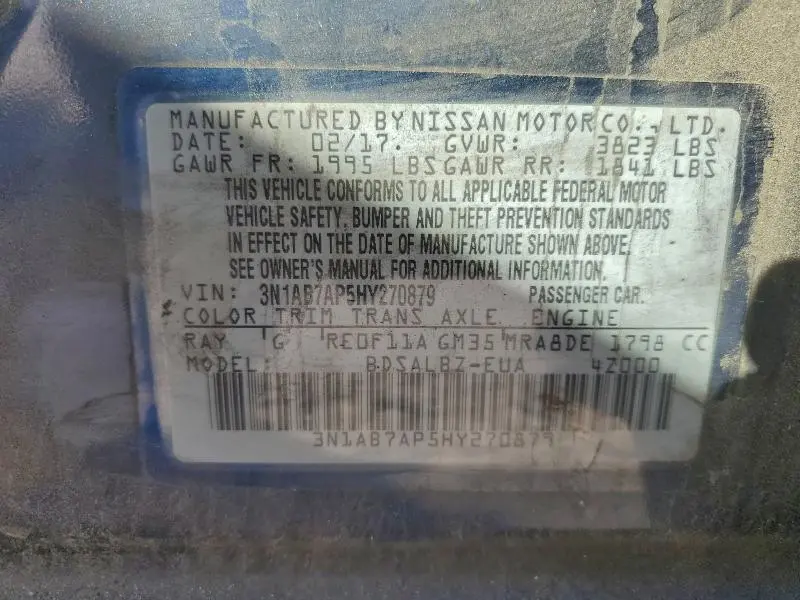 MANUFACTURED BY NISSAN MOTOR CO., LTD.
DATE: 02/17. GVWR: 3823 LBS
GAWR FR: 1995 LBS GAWR RR: 1841 LBS
THIS VEHICLE CONFORMS TO ALL APPLICABLE FEDERAL MOTOR
VEHICLE SAFETY, BUMPER AND THEFT PREVENTION STANDARDS
IN EFFECT ON THE DATE OF MANUFACTURE SHOWN ABOVE.
SEE OWNER'S MANUAL FOR ADDITIONAL INFORMATION.
VIN: 3N1AB7AP5HY270879 PASSENGER CAR.
COLOR TRIM TRANS AXLE ENGINE
RAY G RE0F11A GM35 MRA8DE 1798 CC
MODEL: BDSALBZ-EUA 4Z000
3N1AB7AP5HY270879